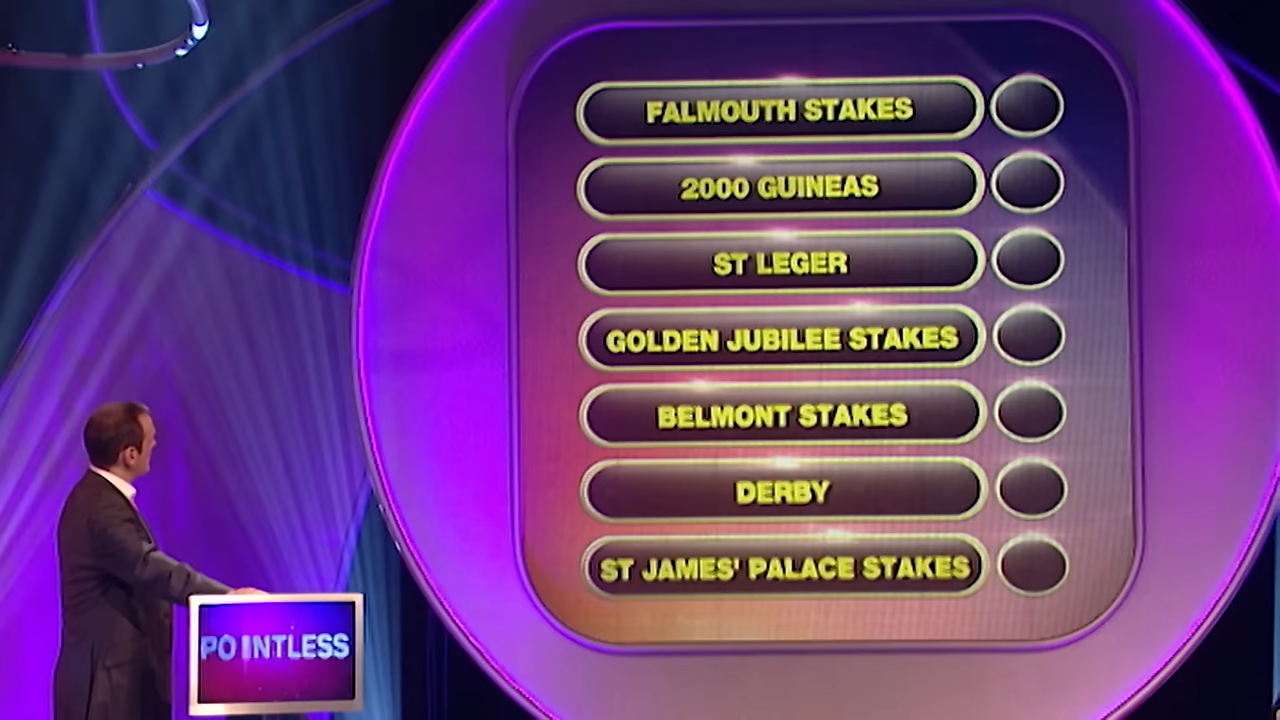 FALMOUTH STAKES
2000 GUINEAS
ST LEGER
GOLDEN JUBILEE STAKES
BELMONT STAKES
DERBY
ST JAMES' PALACE STAKES
POINTLESS